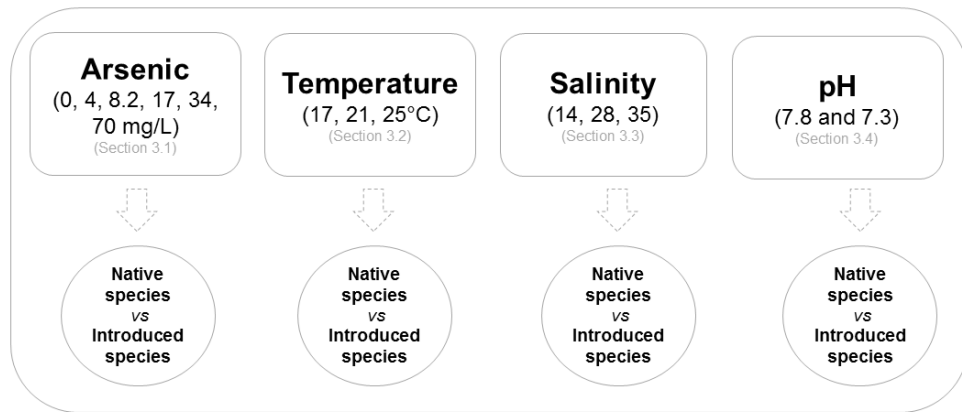 Arsenic
(0, 4, 8.2, 17, 34,
70 mg/L)
(Section 3.1)
Temperature
(17, 21, 25°C)
(Section 3.2)
Salinity
(14, 28, 35)
(Section 3.3)
pH
(7.8 and 7.3)
(Section 3.4)
Native
species
vs
Introduced
species
Native
species
vs
Introduced
species
Native
species
vs
Introduced
species
Native
species
vs
Introduced
species